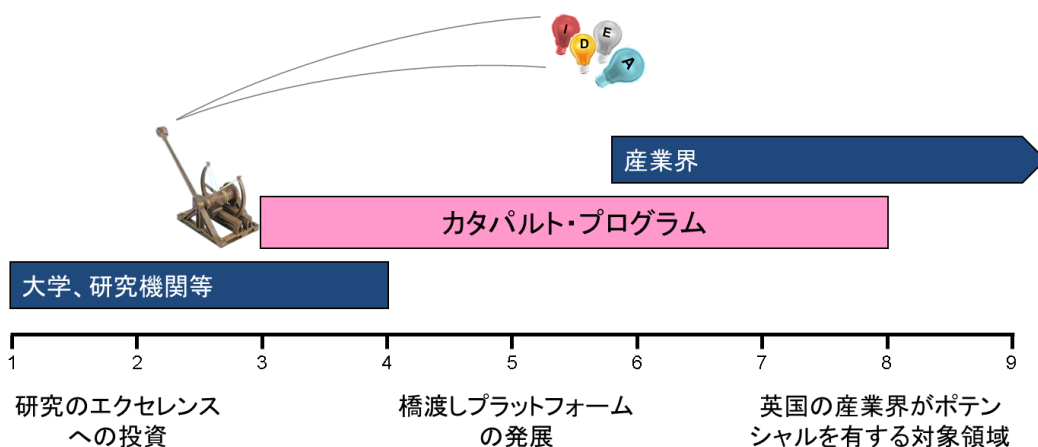 I D E A
産業界
カタパルト・プログラム
大学、研究機関等
1 2 3 4 5 6 7 8 9
研究のエクセレンス
への投資
橋渡しプラットフォーム
の発展
英国の産業界がポテン
シャルを有する対象領域